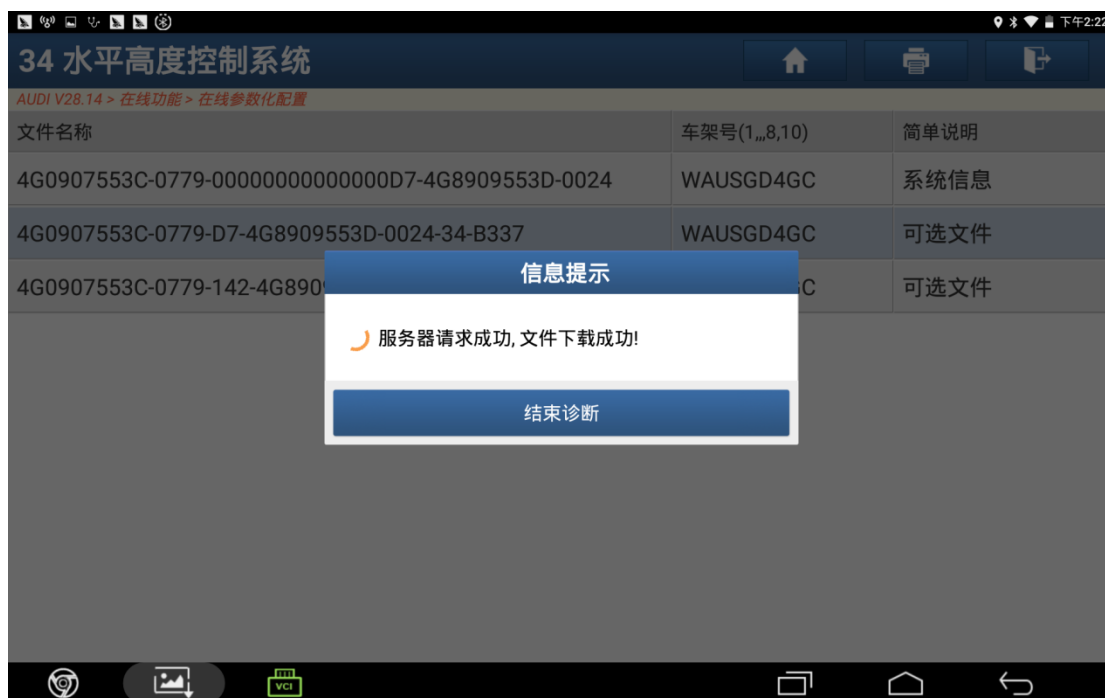 下午2:22
34 水平高度控制系统
AUDI V28.14 > 在线功能 > 在线参数化配置
文件名称 车架号(1,,,8,10) 简单说明
4G0907553C-0779-00000000000000D7-4G8909553D-0024 WAUSGD4GC 系统信息
4G0907553C-0779-D7-4G8909553D-0024-34-B337 WAUSGD4GC 可选文件
4G0907553C-0779-142-4G890 C 可选文件
信息提示
服务器请求成功, 文件下载成功!
结束诊断
VCI